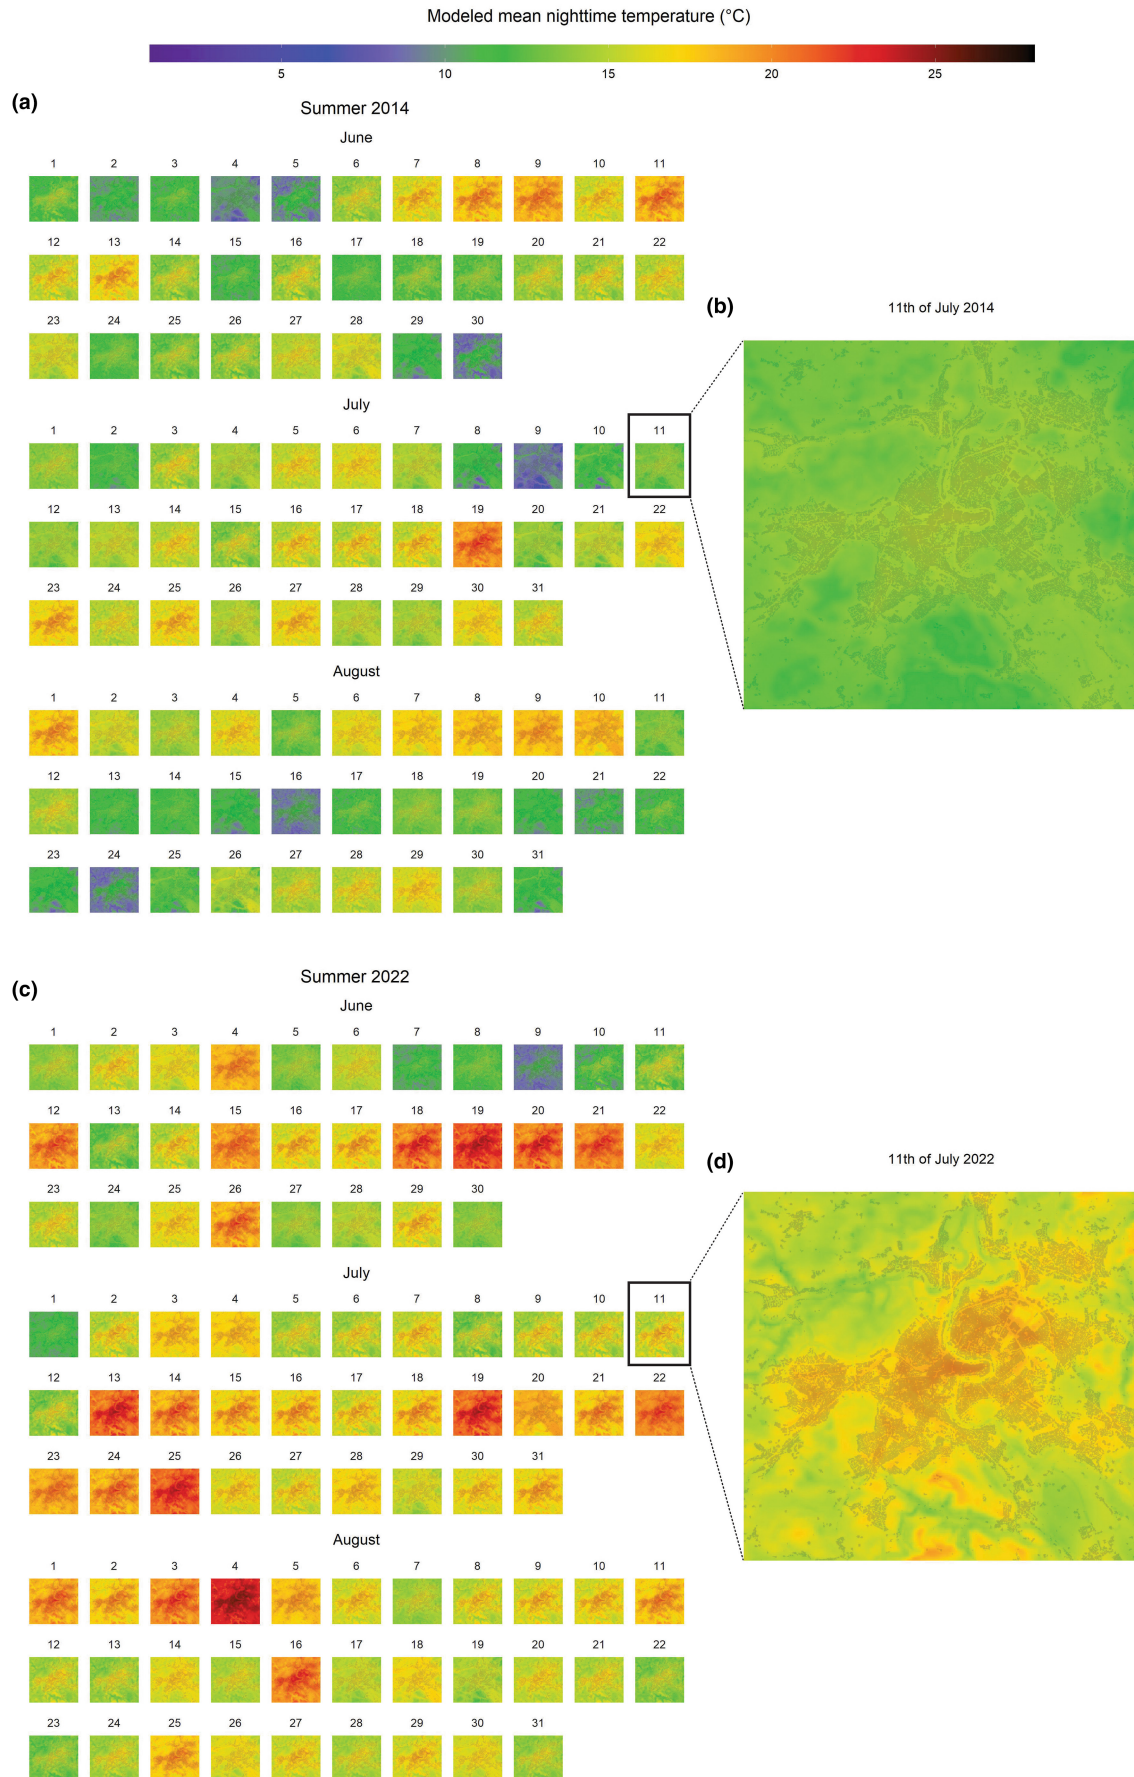 Modeled mean nighttime temperature (°C)
5 10 15 20 25
(a)
Summer 2014
June
1 2 3 4 5 6 7 8 9 10 11
12 13 14 15 16 17 18 19 20 21 22
23 24 25 26 27 28 29 30
July
1 2 3 4 5 6 7 8 9 10 11
12 13 14 15 16 17 18 19 20 21 22
23 24 25 26 27 28 29 30 31
August
1 2 3 4 5 6 7 8 9 10 11
12 13 14 15 16 17 18 19 20 21 22
23 24 25 26 27 28 29 30 31
(b)
11th of July 2014
(c)
Summer 2022
June
1 2 3 4 5 6 7 8 9 10 11
12 13 14 15 16 17 18 19 20 21 22
23 24 25 26 27 28 29 30
July
1 2 3 4 5 6 7 8 9 10 11
12 13 14 15 16 17 18 19 20 21 22
23 24 25 26 27 28 29 30 31
August
1 2 3 4 5 6 7 8 9 10 11
12 13 14 15 16 17 18 19 20 21 22
23 24 25 26 27 28 29 30 31
(d)
11th of July 2022